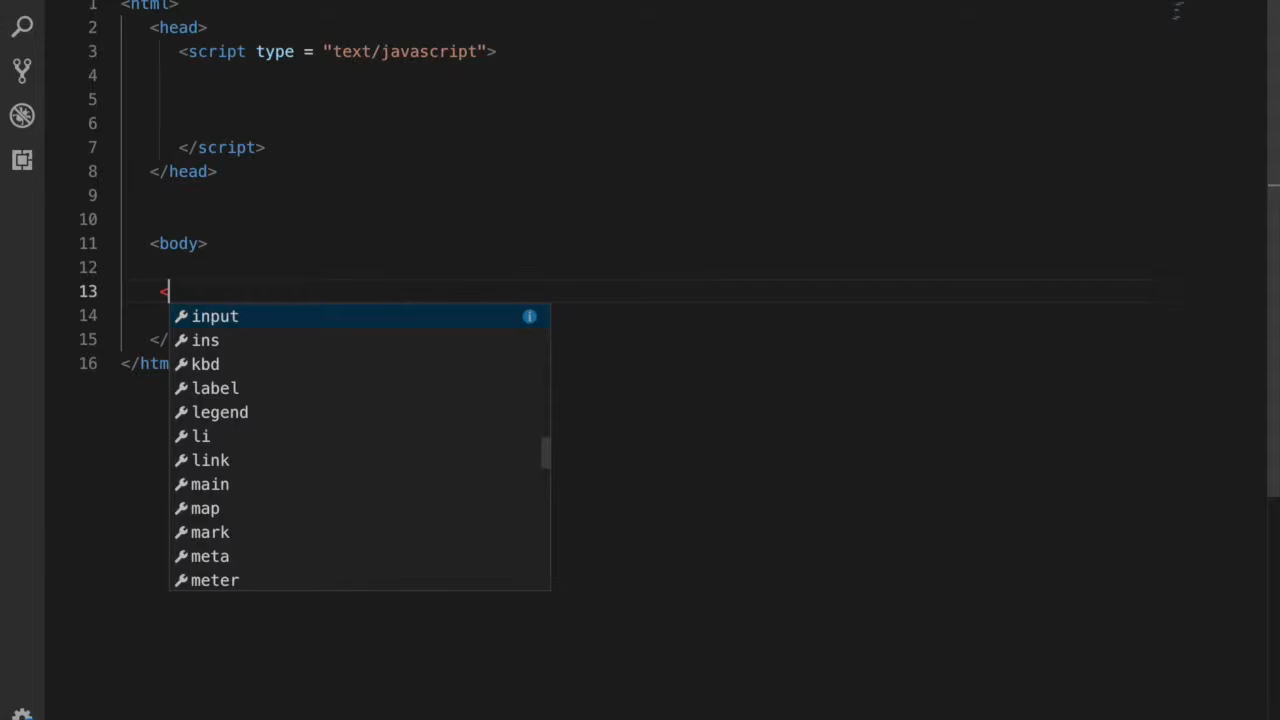 1 <html>
2 <head>
3 <script type = "text/javascript">
4
5
6
7 </script>
8 </head>
9
10
11 <body>
12
13 <
input
14
ins
15 </
kbd
16 </htm
label
legend
li
link
main
map
mark
meta
meter